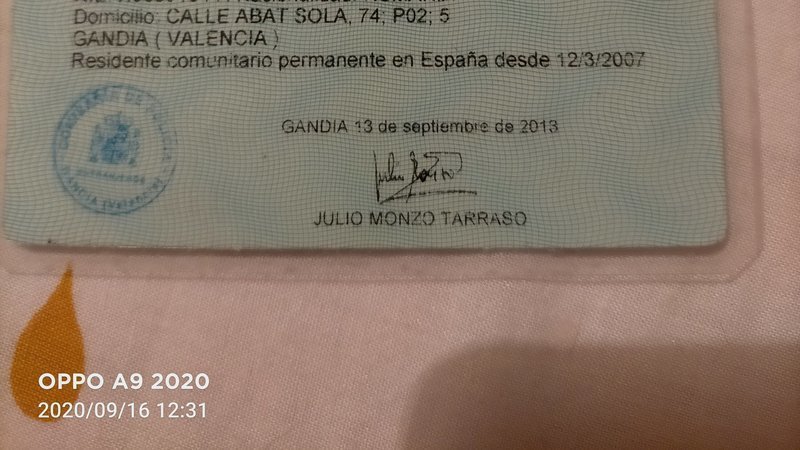 Domicilio: CALLE ABAT SOLA, 74; P02; 5
GANDIA ( VALENCIA )
Residente comunitario permanente en España desde 12/3/2007
GANDIA 13 de septiembre de 2013
JULIO MONZO TARRASO
OPPO A9 2020
2020/09/16 12:31